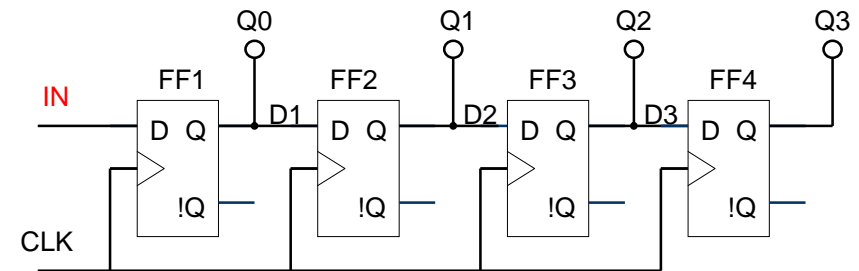 Q0 Q1 Q2 Q3
FF1 FF2 FF3 FF4
IN
D Q D1 D Q D2 D Q D3 D Q
!Q !Q !Q !Q
CLK